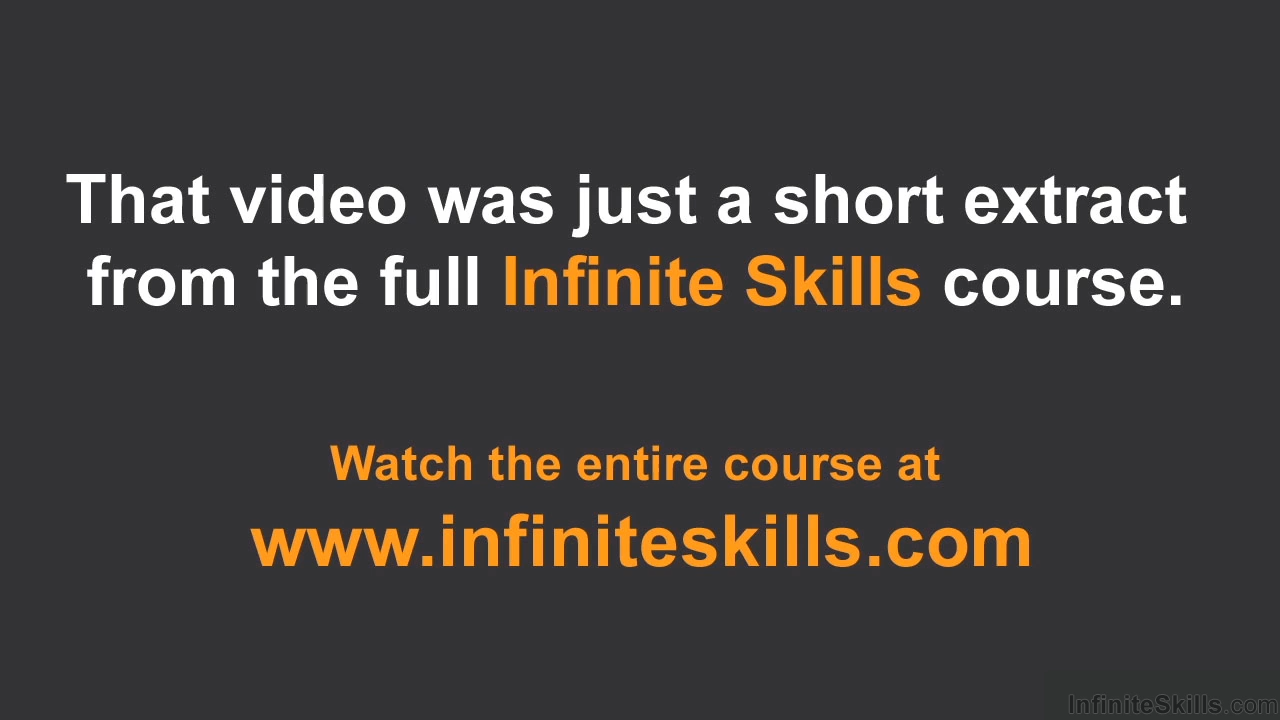 That video was just a short extract
from the full Infinite Skills course.
Watch the entire course at
www.infiniteskills.com
InfiniteSkills.com